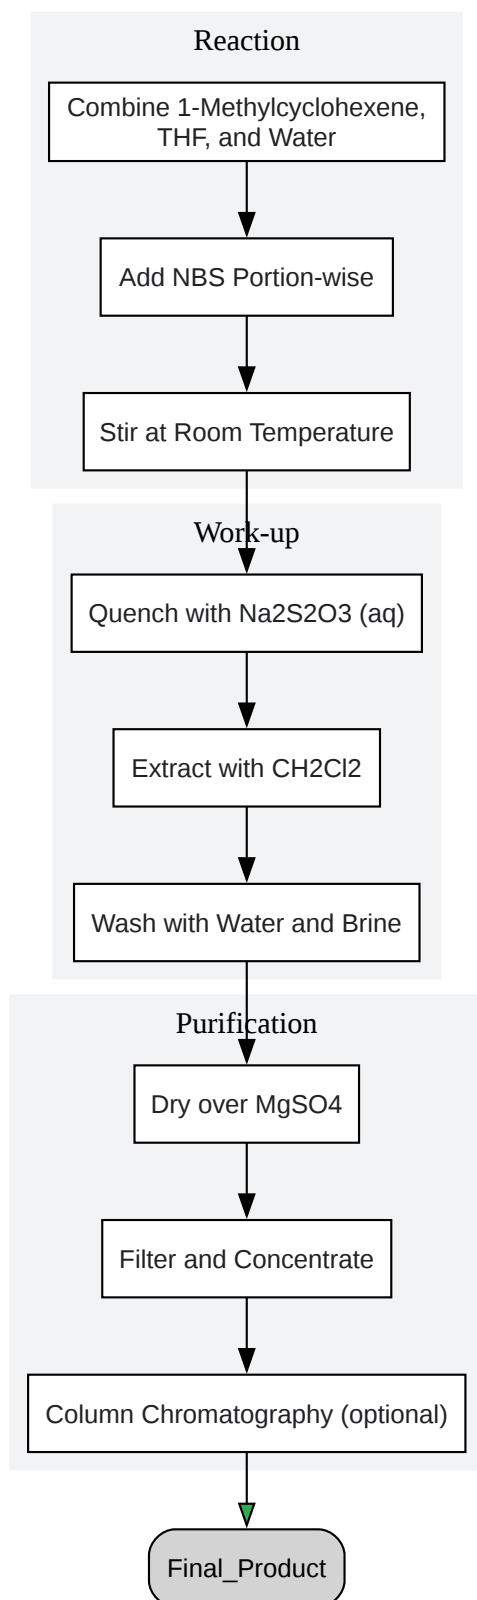 Reaction
Combine 1-Methylcyclohexene,
THF, and Water
Add NBS Portion-wise
Stir at Room Temperature
Work-up
Quench with Na2S2O3 (aq)
Extract with CH2Cl2
Wash with Water and Brine
Purification
Dry over MgSO4
Filter and Concentrate
Column Chromatography (optional)
Final_Product